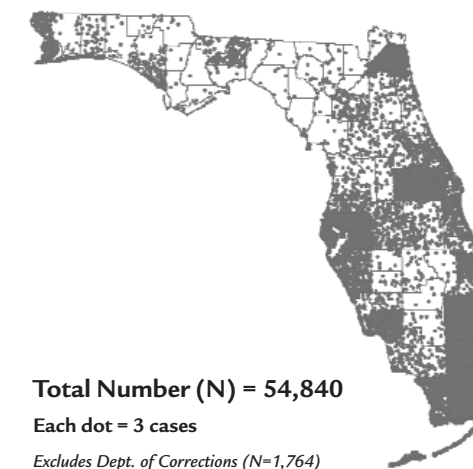 Total Number (N) = 54,840
Each dot = 3 cases
Excludes Dept. of Corrections (N=1,764)